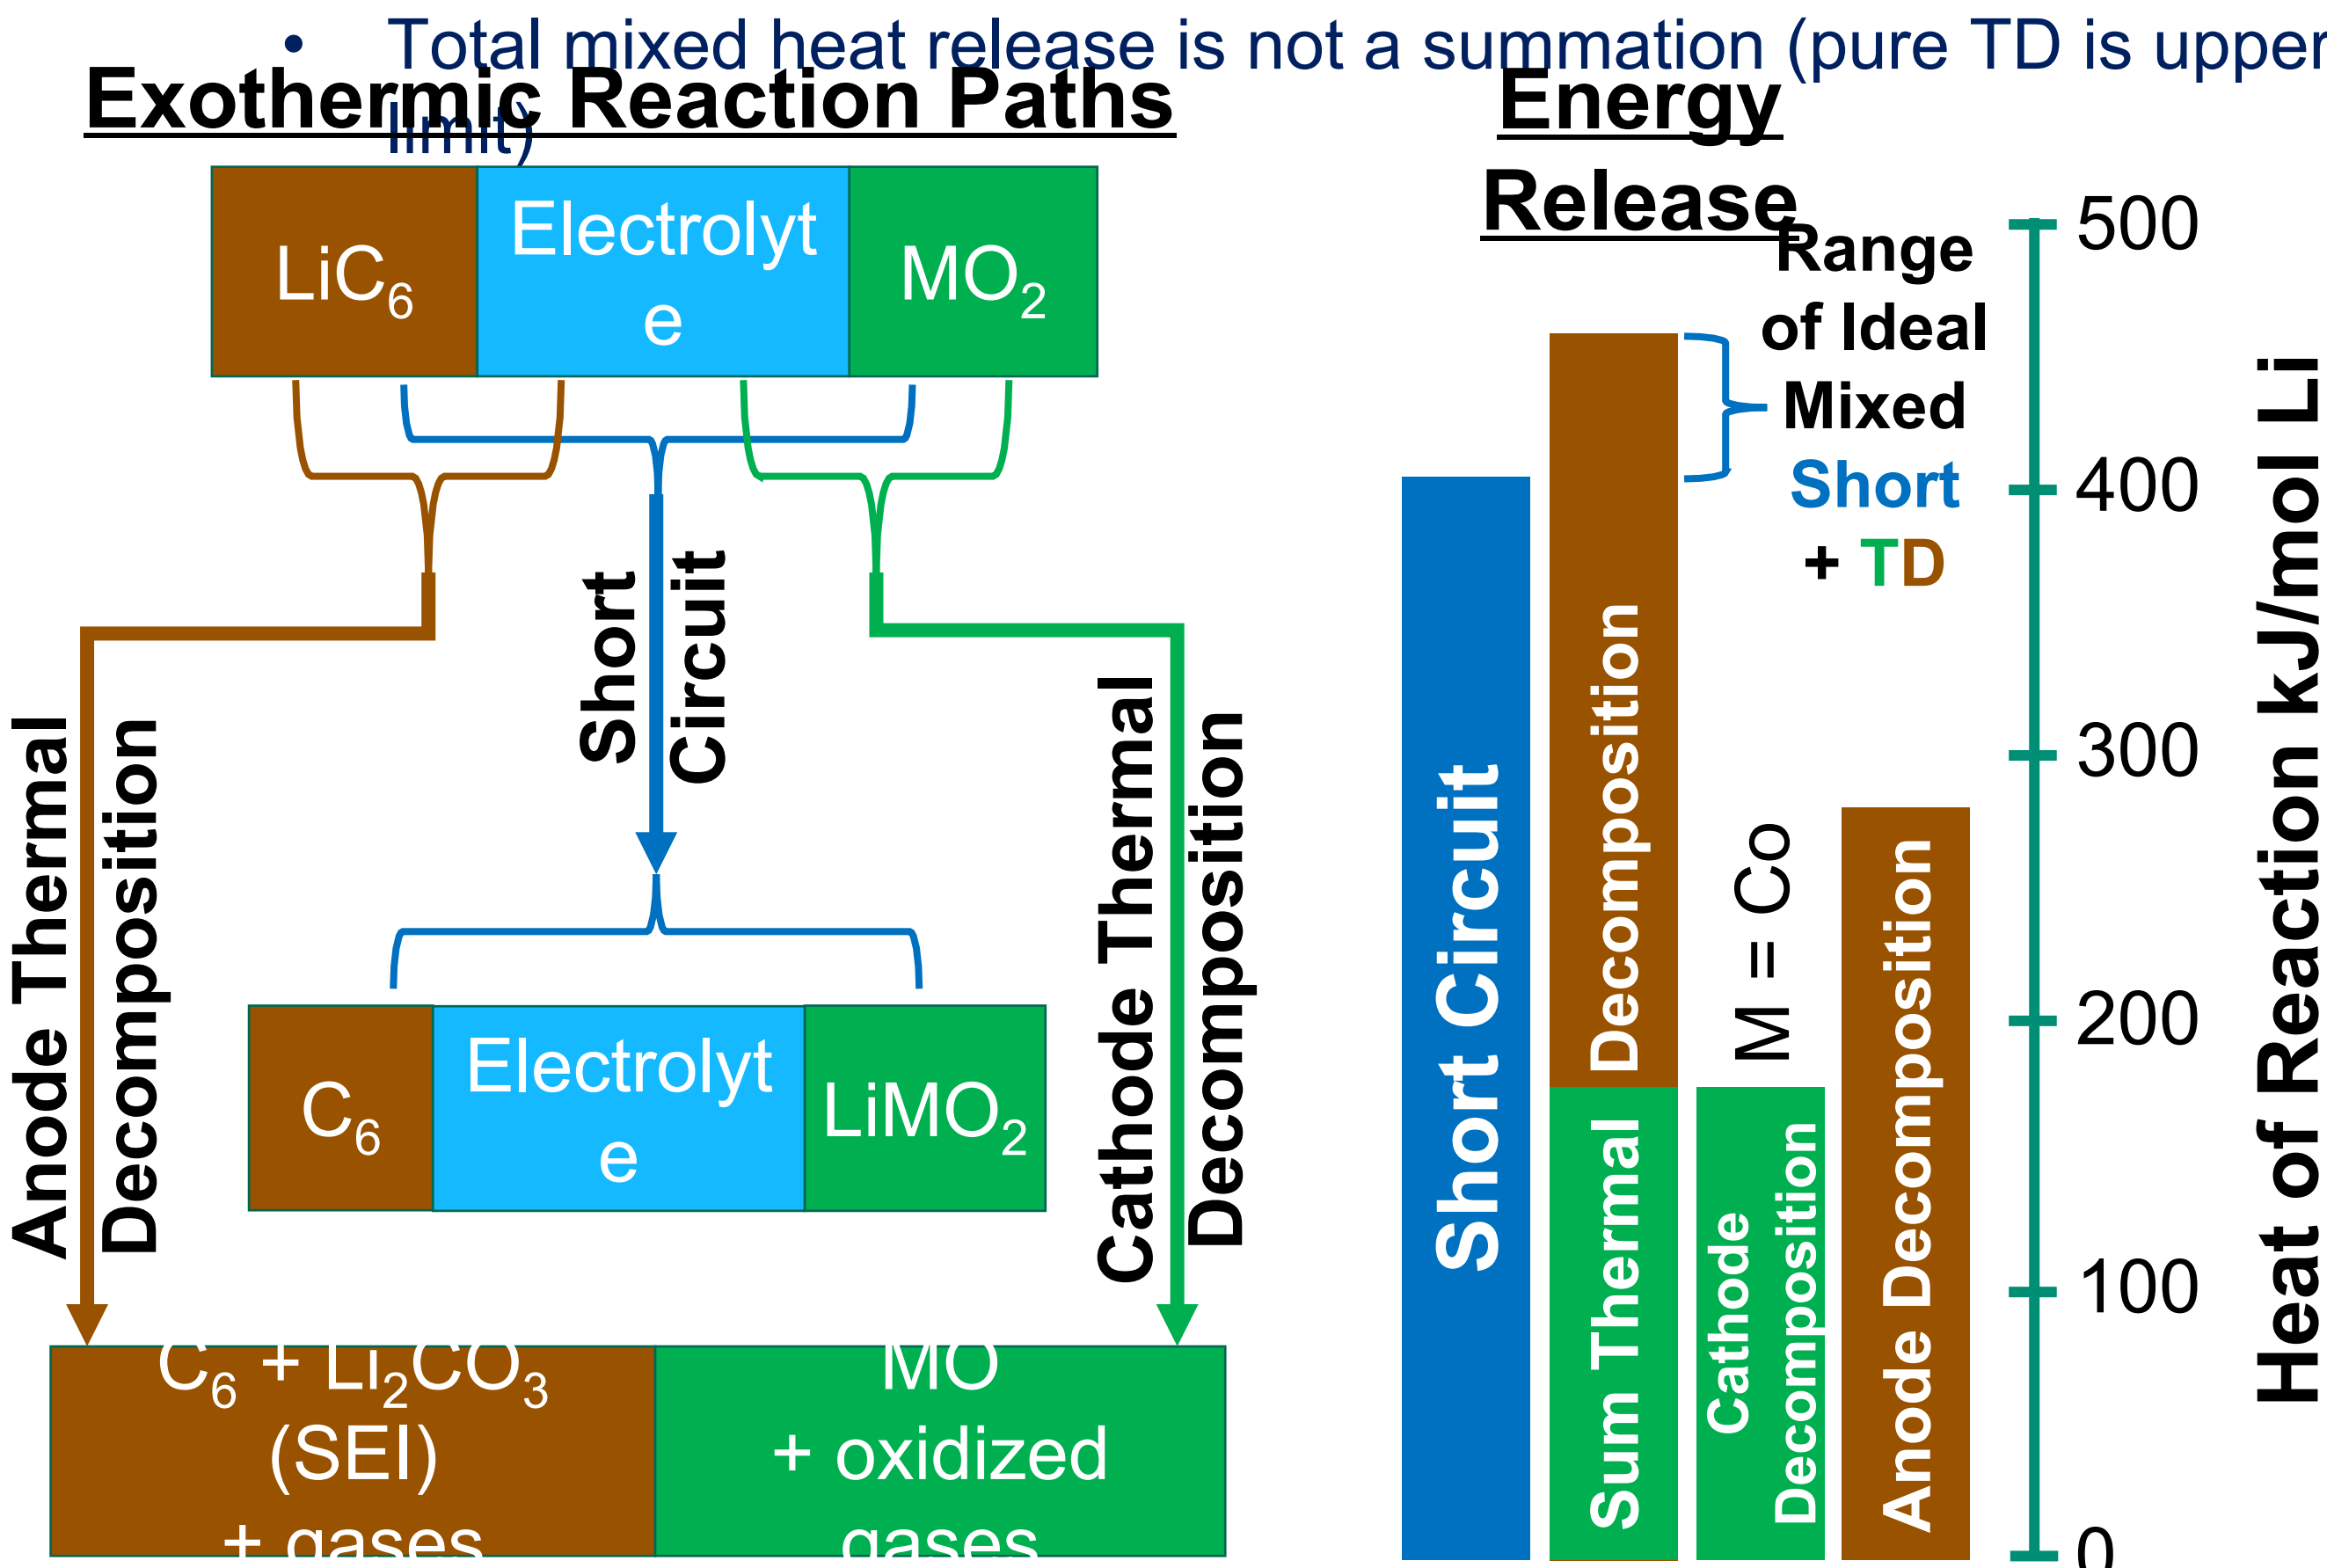 • Total mixed heat release is not a summation (pure TD is upper
limit)
Exothermic Reaction Paths
LiC6
Electrolyt
e
MO2
Short
Circuit
Anode Thermal
Decomposition
Cathode Thermal
Decomposition
C6
Electrolyt
e
LiMO2
C6 + Li2CO3
(SEI)
+ gases
MO
+ oxidized
gases
Energy
Release
Range
of Ideal
Mixed
Short
+ TD
Short Circuit
Sum Thermal Decomposition
M = Co
Cathode
Decomposition
Anode Decomposition
500
400
300
200
100
0
Heat of Reaction kJ/mol Li